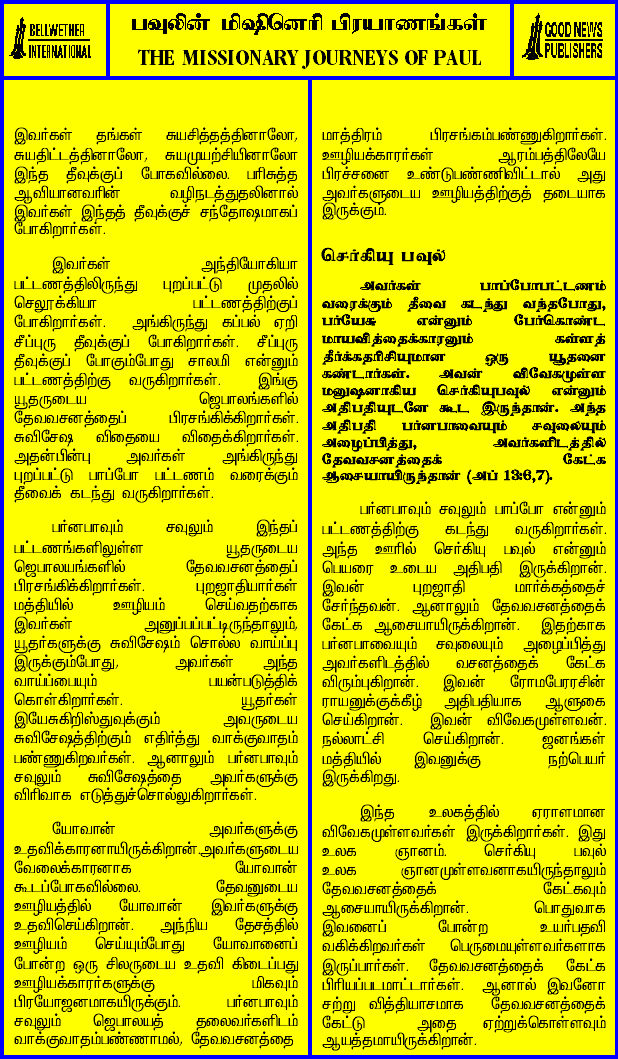 BELLWETHER
INTERNATIONAL
பவுலின் மிஷினெரி பிரயாணங்கள்
THE MISSIONARY JOURNEYS OF PAUL
GOOD NEWS
PUBLISHERS
இவர்கள் தங்கள் சுயசித்தத்தினாலோ,
சுயதிட்டத்தினாலோ, சுயமுயற்சியினாலோ
இந்த தீவுக்குப் போகவில்லை. பரிசுத்த
ஆவியானவரின் வழிநடத்துதலினால்
இவர்கள் இந்தத் தீவுக்குச் சந்தோஷமாகப்
போகிறார்கள்.
இவர்கள் அந்தியோகியா
பட்டணத்திலிருந்து புறப்பட்டு முதலில்
செலூக்கியா பட்டணத்திற்குப்
போகிறார்கள். அங்கிருந்து கப்பல் ஏறி
சீப்புரு தீவுக்குப் போகிறார்கள். சீப்புரு
தீவுக்குப் போகும்போது சாலமி என்னும்
பட்டணத்திற்கு வருகிறார்கள். இங்கு
யூதருடைய ஜெபாலங்களில்
தேவவசனத்தைப் பிரசங்கிக்கிறார்கள்.
சுவிசேஷ விதையை விதைக்கிறார்கள்.
அதன்பின்பு அவர்கள் அங்கிருந்து
புறப்பட்டு பாப்போ பட்டணம் வரைக்கும்
தீவைக் கடந்து வருகிறார்கள்.
பர்னபாவும் சவுலும் இந்தப்
பட்டணங்களிலுள்ள யூதருடைய
ஜெபாலயங்களில் தேவவசனத்தைப்
பிரசங்கிக்கிறார்கள். புறஜாதியார்கள்
மத்தியில் ஊழியம் செய்வதற்காக
இவர்கள் அனுப்பப்பட்டிருந்தாலும்,
யூதர்களுக்கு சுவிசேஷம் சொல்ல வாய்ப்பு
இருக்கும்போது, அவர்கள் அந்த
வாய்ப்பையும் பயன்படுத்திக்
கொள்கிறார்கள். யூதர்கள்
இயேசுகிறிஸ்துவுக்கும் அவருடைய
சுவிசேஷத்திற்கும் எதிர்த்து வாக்குவாதம்
பண்ணுகிறவர்கள். ஆனாலும் பர்னபாவும்
சவுலும் சுவிசேஷத்தை அவர்களுக்கு
விரிவாக எடுத்துச்சொல்லுகிறார்கள்.
யோவான் அவர்களுக்கு
உதவிக்காரனாயிருக்கிறான்.அவர்களுடைய
வேலைக்காரனாக யோவான்
கூடப்போகவில்லை. தேவனுடைய
ஊழியத்தில் யோவான் இவர்களுக்கு
உதவிசெய்கிறான். அந்நிய தேசத்தில்
ஊழியம் செய்யும்போது யோவானைப்
போன்ற ஒரு சிலருடைய உதவி கிடைப்பது
ஊழியக்காரர்களுக்கு மிகவும்
பிரயோஜனமாகயிருக்கும். பர்னபாவும்
சவுலும் ஜெபாலயத் தலைவர்களிடம்
வாக்குவாதம்பண்ணாமல், தேவவசனத்தை
மாத்திரம் பிரசங்கம்பண்ணுகிறார்கள்.
ஊழியக்காரர்கள் ஆரம்பத்திலேயே
பிரச்சனை உண்டுபண்ணிவிட்டால் அது
அவர்களுடைய ஊழியத்திற்குத் தடையாக
இருக்கும்.
செர்கியு பவுல்
அவர்கள் பாப்போபட்டணம்
வரைக்கும் தீவை கடந்து வந்தபோது,
பர்யேசு என்னும் பேர்கொண்ட
மாயவித்தைக்காரனும் கள்ளத்
தீர்க்கதரிசியுமான ஒரு யூதனை
கண்டார்கள். அவன் விவேகமுள்ள
மனுஷனாகிய செர்கியுபவுல் என்னும்
அதிபதியுடனே கூட இருந்தான். அந்த
அதிபதி பர்னபாவையும் சவுலையும்
அழைப்பித்து, அவர்களிடத்தில்
தேவவசனத்தைக் கேட்க
ஆசையாயிருந்தான் (அப் 13:6,7).
பர்னபாவும் சவுலும் பாப்போ என்னும்
பட்டணத்திற்கு கடந்து வருகிறார்கள்.
அந்த ஊரில் செர்கியு பவுல் என்னும்
பெயரை உடைய அதிபதி இருக்கிறான்.
இவன் புறஜாதி மார்க்கத்தைச்
சேர்ந்தவன். ஆனாலும் தேவவசனத்தைக்
கேட்க ஆசையாயிருக்கிறான். இதற்காக
பர்னபாவையும் சவுலையும் அழைப்பித்து
அவர்களிடத்தில் வசனத்தைக் கேட்க
விரும்புகிறான். இவன் ரோமபேரரசின்
ராயனுக்குக்கீழ் அதிபதியாக ஆளுகை
செய்கிறான். இவன் விவேகமுள்ளவன்.
நல்லாட்சி செய்கிறான். ஜனங்கள்
மத்தியில் இவனுக்கு நற்பெயர்
இருக்கிறது.
இந்த உலகத்தில் ஏராளமான
விவேகமுள்ளவர்கள் இருக்கிறார்கள். இது
உலக ஞானம். செர்கியு பவுல்
உலக ஞானமுள்ளவனாகயிருந்தாலும்
தேவவசனத்தைக் கேட்கவும்
ஆசையாயிருக்கிறான். பொதுவாக
இவனைப் போன்ற உயர்பதவி
வகிக்கிறவர்கள் பெருமையுள்ளவர்களாக
இருப்பார்கள். தேவவசனத்தைக் கேட்க
பிரியப்படமாட்டார்கள். ஆனால் இவனோ
சற்று வித்தியாசமாக தேவவசனத்தைக்
கேட்டு அதை ஏற்றுக்கொள்ளவும்
ஆயத்தமாயிருக்கிறான்.